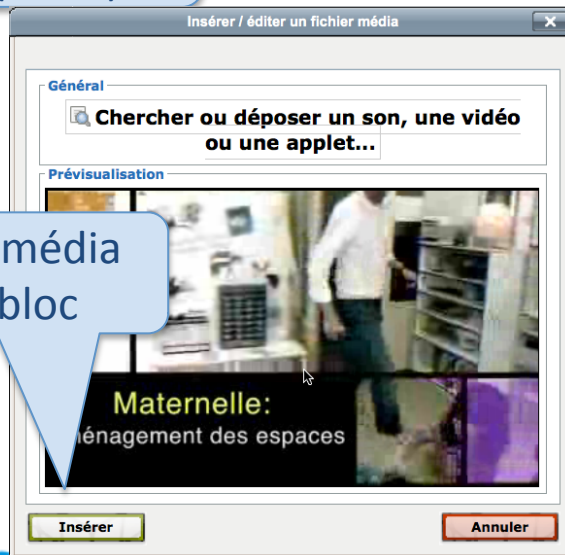 Insérer / éditer un fichier média
Général
Chercher ou déposer un son, une vidéo
ou une applet...
Prévisualisation
média
bloc
Maternelle:
énagement des espaces
Insérer
Annuler